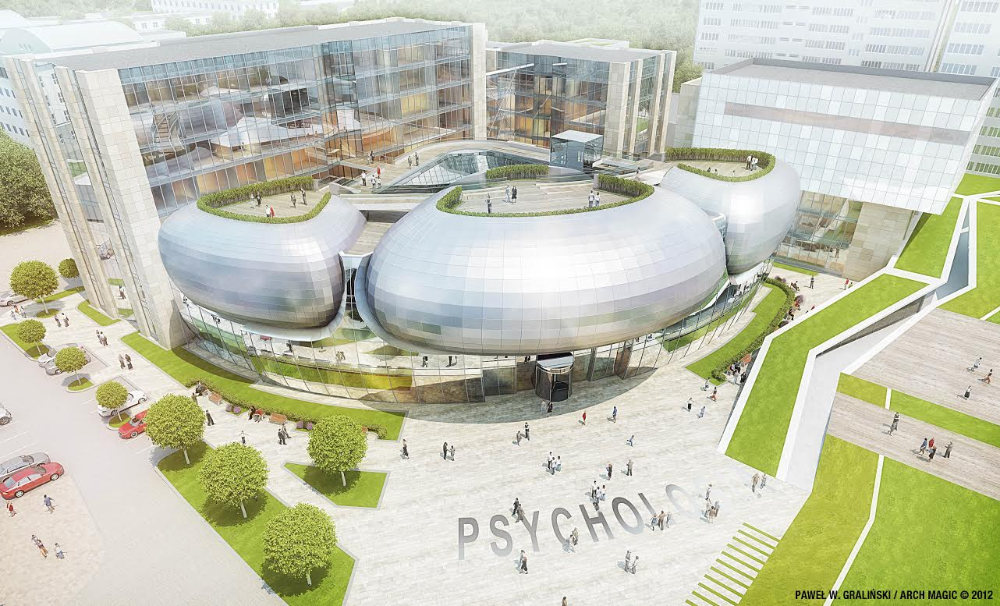 PSYCHOLO
PAWEŁ W. GRALIŃSKI / ARCH MAGIC © 2012